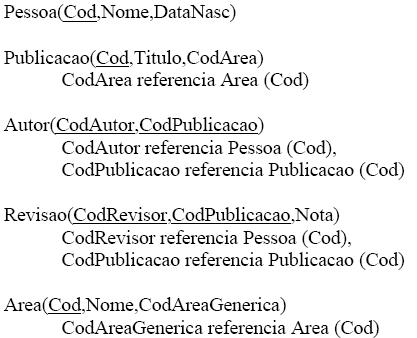 Pessoa(Cod,Nome,DataNasc)
Publicacao(Cod,Titulo,CodArea)
CodArea referencia Area (Cod)
Autor(CodAutor,CodPublicacao)
CodAutor referencia Pessoa (Cod),
CodPublicacao referencia Publicacao (Cod)
Revisao(CodRevisor,CodPublicacao,Nota)
CodRevisor referencia Pessoa (Cod),
CodPublicacao referencia Publicacao (Cod)
Area(Cod,Nome,CodAreaGenerica)
CodAreaGenerica referencia Area (Cod)